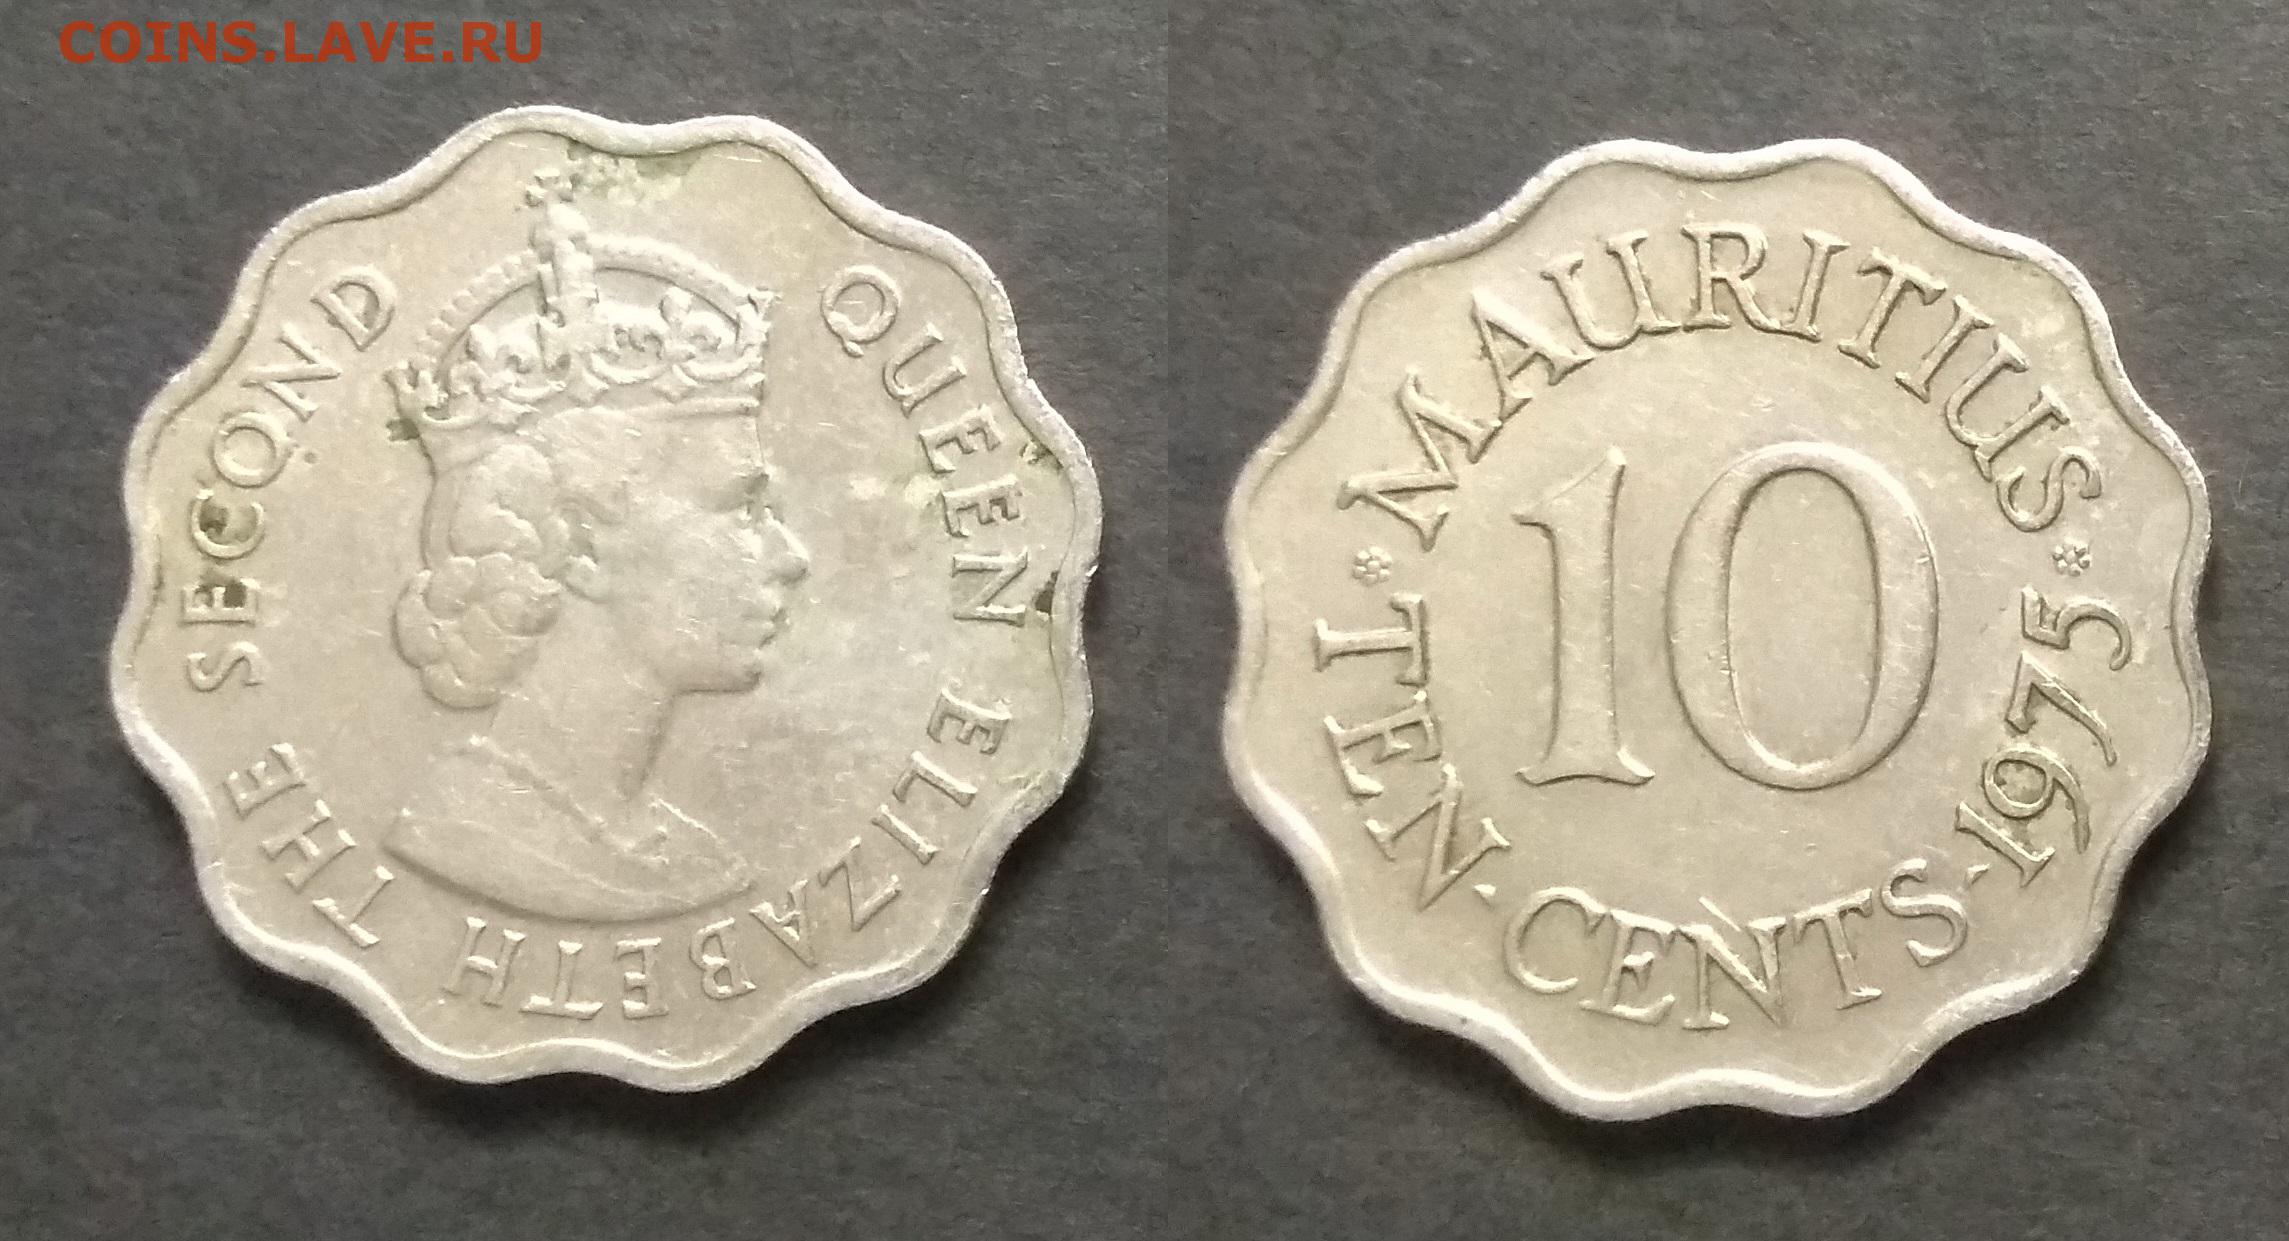 COINS.LAVE.RU
QUEEN ELIZABETH THE SECOND
· MAURITIUS ·
10
TEN · CENTS · 1975